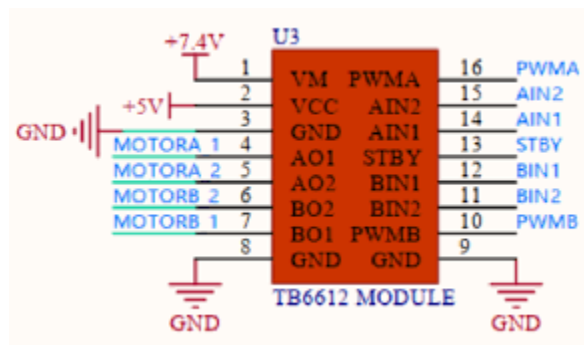 +7.4V
U3
1 VM PWMA 16 PWMA
+5V 2 VCC AIN2 15 AIN2
GND 3 GND AIN1 14 AIN1
MOTORA_1 4 AO1 STBY 13 STBY
MOTORA_2 5 AO2 BIN1 12 BIN1
MOTORB_2 6 BO2 BIN2 11 BIN2
MOTORB_1 7 BO1 PWMB 10 PWMB
8 GND GND 9
TB6612 MODULE
GND
GND